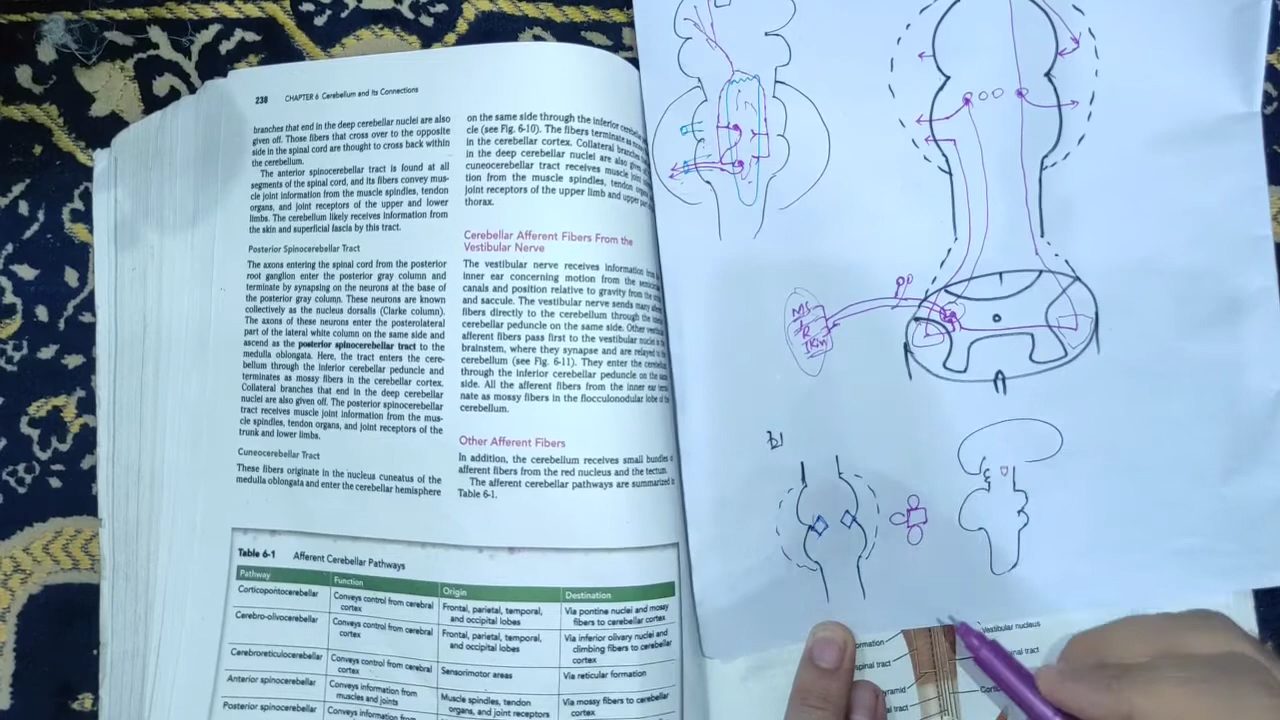 238 CHAPTER 6 Cerebellum and Its Connections
branches that end in the deep cerebellar nuclei are also
given off. Those fibers that cross over to the opposite
side in the spinal cord are thought to cross back within
the cerebellum.
The anterior spinocerebellar tract is found at all
segments of the spinal cord, and its fibers convey mus-
cle joint information from the muscle spindles, tendon
organs, and joint receptors of the upper and lower
limbs. The cerebellum likely receives information from
the skin and superficial fascia by this tract.
Posterior Spinocerebellar Tract
The axons entering the spinal cord from the posterior
root ganglion enter the posterior gray column and
terminate by synapsing on the neurons at the base of
the posterior gray column. These neurons are known
collectively as the nucleus dorsalis (Clarke column).
The axons of these neurons enter the posterolateral
part of the lateral white column on the same side and
ascend as the posterior spinocerebellar tract to the
medulla oblongata. Here, the tract enters the cere-
bellum through the inferior cerebellar peduncle and
terminates as mossy fibers in the cerebellar cortex.
Collateral branches that end in the deep cerebellar
nuclei are also given off. The posterior spinocerebellar
tract receives muscle joint information from the mus-
cle spindles, tendon organs, and joint receptors of the
trunk and lower limbs.
Cuneocerebellar Tract
These fibers originate in the nucleus cuneatus of the
medulla oblongata and enter the cerebellar hemisphere
on the same side through the inferior
cle (see Fig. 6-10). The fibers terminate as
in the cerebellar cortex. Collateral
in the deep cerebellar nuclei are also
cuneocerebellar tract receives muscle joint
tion from the muscle spindles, tendon organs, and
joint receptors of the upper limb and upper
thorax.
Cerebellar Afferent Fibers From the
Vestibular Nerve
The vestibular nerve receives information from
inner ear concerning motion from the
canals and position relative to gravity from the
and saccule. The vestibular nerve sends many
fibers directly to the cerebellum through the
cerebellar peduncle on the same side. Other
afferent fibers pass first to the vestibular nuclei
brainstem, where they synapse and are relayed
cerebellum (see Fig. 6-11). They enter the
through the inferior cerebellar peduncle on the
side. All the afferent fibers from the inner ear
nate as mossy fibers in the flocculonodular lobe of
cerebellum.
Other Afferent Fibers
In addition, the cerebellum receives small bundles
afferent fibers from the red nucleus and the tectum.
The afferent cerebellar pathways are summarized
Table 6-1.
Table 6-1 Afferent Cerebellar Pathways
Pathway Function Origin Destination
Corticopontocerebellar Conveys control from cerebral cortex Frontal, parietal, temporal, and occipital lobes Via pontine nuclei and mossy fibers to cerebellar cortex
Cerebro-olivocerebellar Conveys control from cerebral cortex Frontal, parietal, temporal, and occipital lobes Via inferior olivary nuclei and climbing fibers to cerebellar cortex
Cerebroreticulocerebellar Conveys control from cerebral cortex Sensorimotor areas Via reticular formation
Anterior spinocerebellar Conveys information from muscles and joints Muscle spindles, tendon organs, and joint receptors Via mossy fibers to cerebellar cortex
Posterior spinocerebellar Conveys information from
MS
b)
Vestibular nucleus